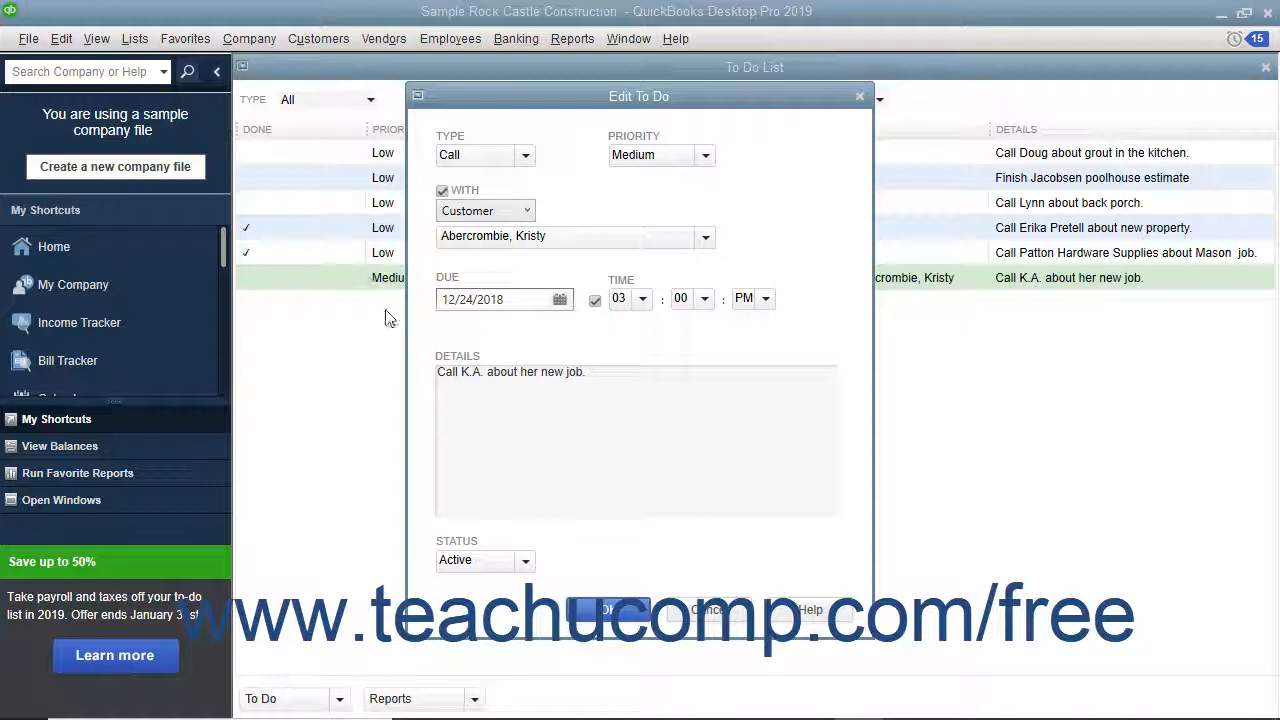 Sample Rock Castle Construction - QuickBooks Desktop Pro 2019
File Edit View Lists Favorites Company Customers Vendors Employees Banking Reports Window Help 15
Search Company or Help
To Do List
You are using a sample
company file
Create a new company file
My Shortcuts
Home
My Company
Income Tracker
Bill Tracker
My Shortcuts
View Balances
Run Favorite Reports
Open Windows
Save up to 50%
Take payroll and taxes off your to-do
list in 2019. Offer ends January
Learn more
TYPE All
DONE DETAILS
Low Call Doug about grout in the kitchen.
Low Finish Jacobsen poolhouse estimate
Low Call Lynn about back porch.
✓ Low Call Erika Pretell about new property.
✓ Low Call Patton Hardware Supplies about Mason job.
Kristy Call K.A. about her new job.
Edit To Do
TYPE PRIORITY
Call Medium
WITH
Customer
Abercrombie, Kristy
DUE TIME
12/24/2018 03 : 00 : PM
DETAILS
Call K.A. about her new job.
STATUS
Active
Help
www.teachucomp.com/free
To Do Reports